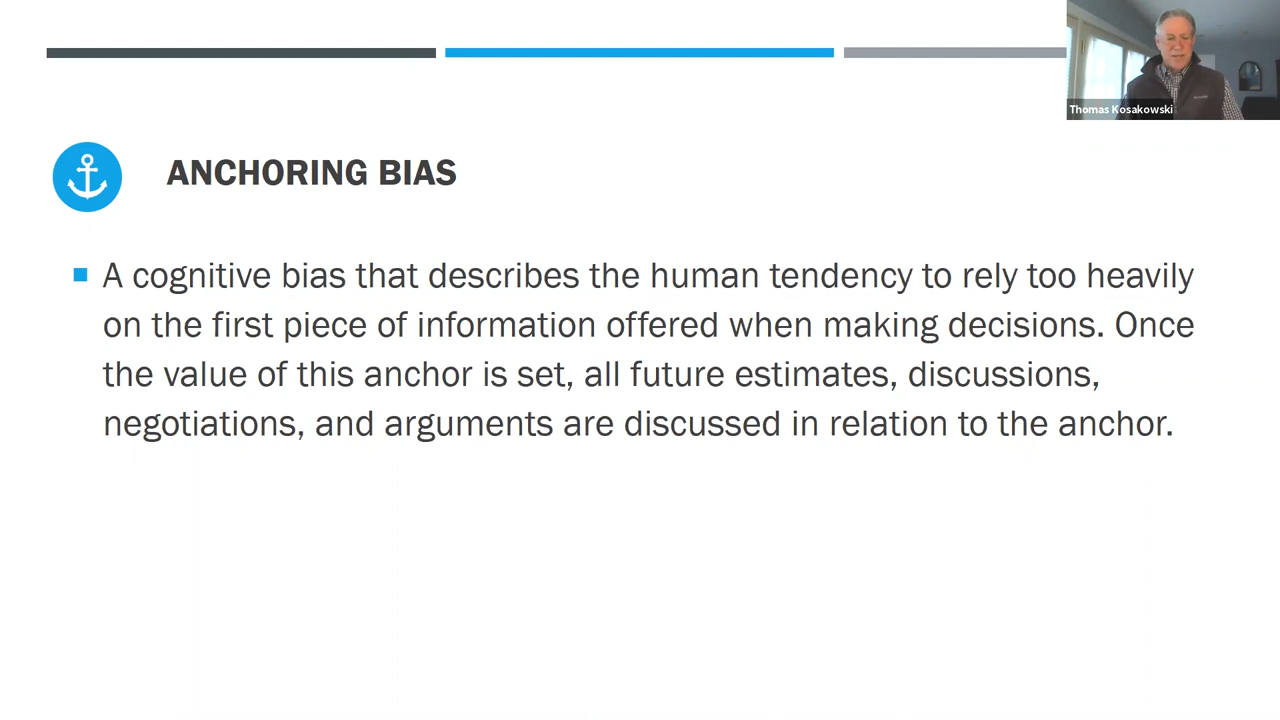 Thomas Kosakowski
ANCHORING BIAS
A cognitive bias that describes the human tendency to rely too heavily
on the first piece of information offered when making decisions. Once
the value of this anchor is set, all future estimates, discussions,
negotiations, and arguments are discussed in relation to the anchor.